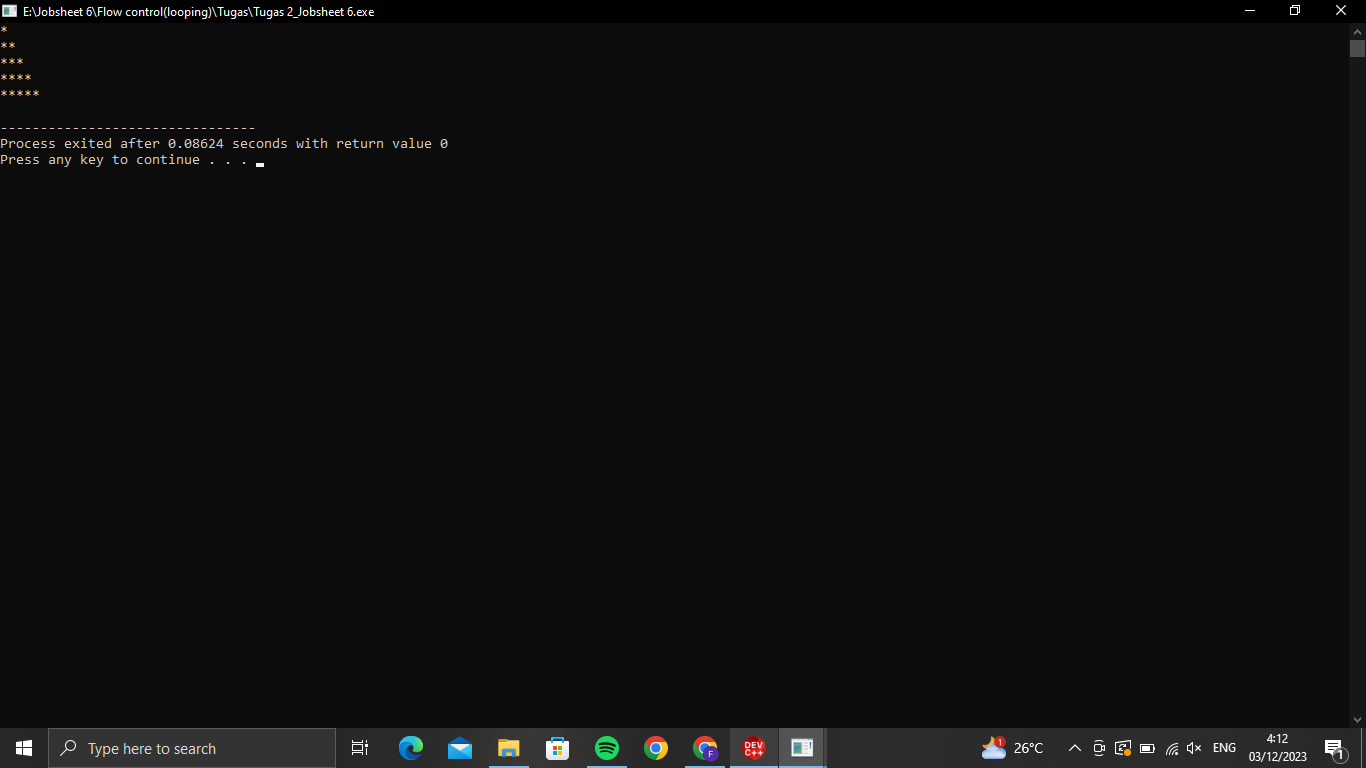 E:\Jobsheet 6\Flow control(looping)\Tugas\Tugas 2_Jobsheet 6.exe
*
**
***
****
*****
--------------------------------
Process exited after 0.08624 seconds with return value 0
Press any key to continue . . .
Type here to search
F
DEV
C++
1
26°C
ENG
4:12
03/12/2023
1